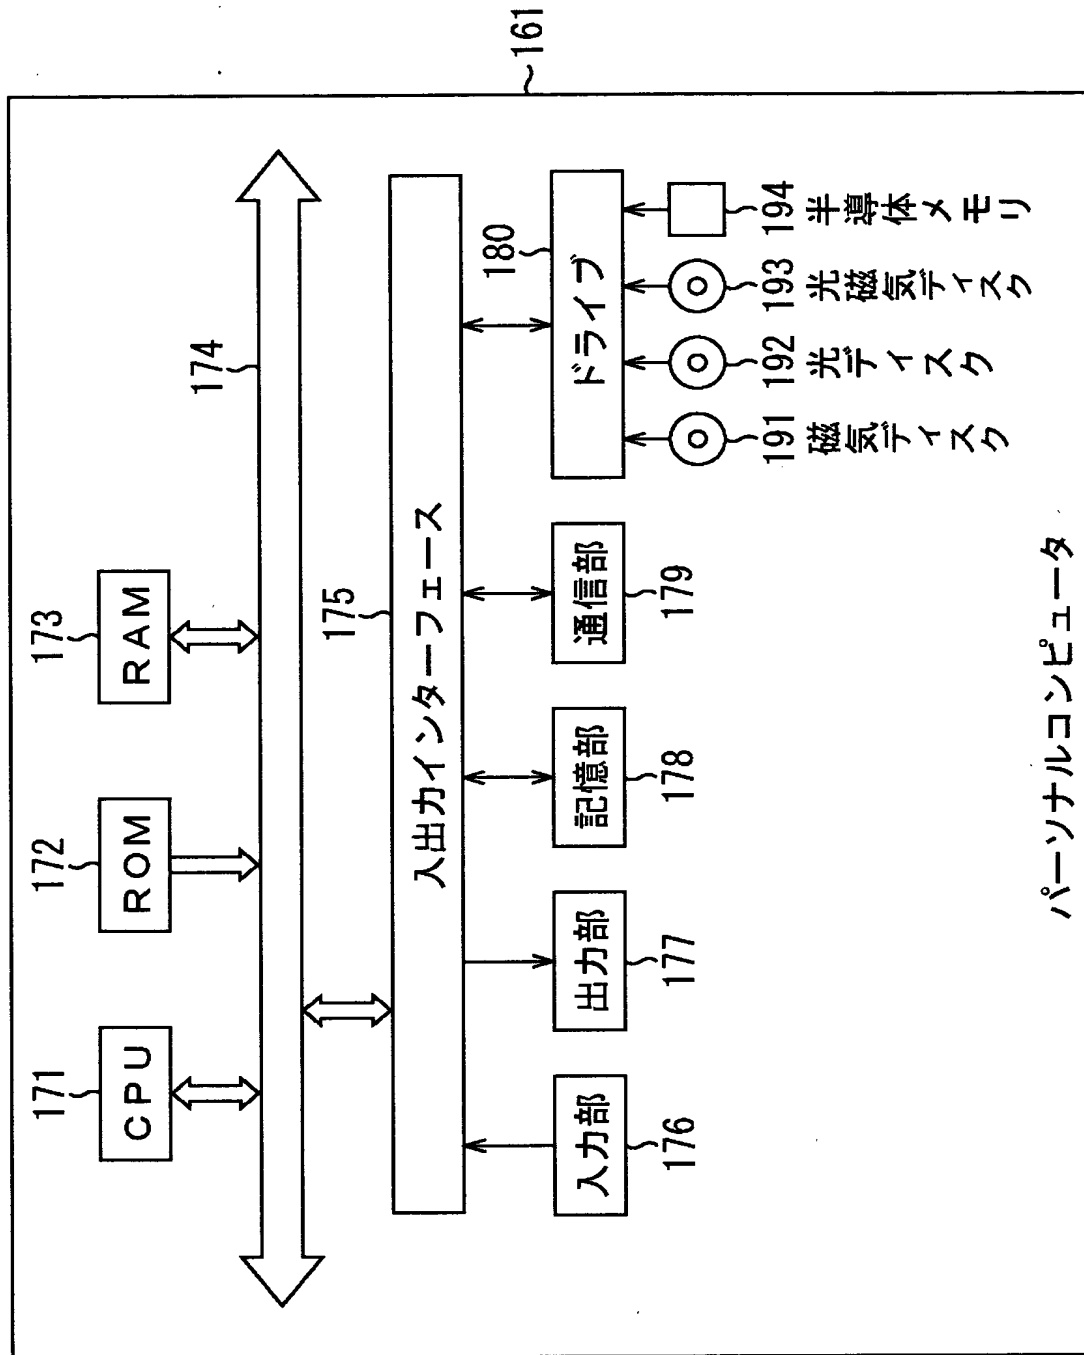 171
CPU
172
ROM
173
RAM
174
175
入出力インターフェース
180
入力部
176
出力部
177
記憶部
178
通信部
179
ドライブ
191
磁気ディスク
192
光ディスク
193
光磁気ディスク
194
半導体メモリ
161
パーソナルコンピュータ